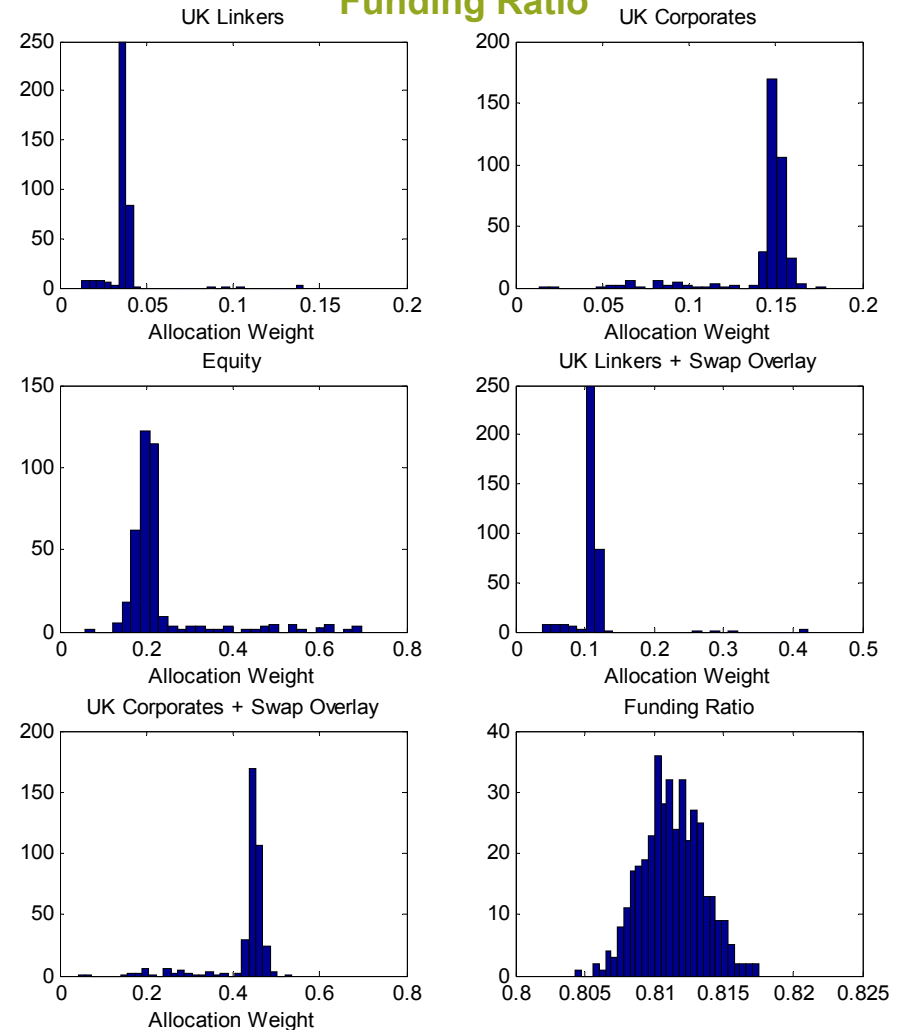 Funding Ratio
UK Linkers
250
200
150
100
50
0
0 0.05 0.1 0.15 0.2
Allocation Weight
UK Corporates
200
150
100
50
0
0 0.05 0.1 0.15 0.2
Allocation Weight
Equity
150
100
50
0
0 0.2 0.4 0.6 0.8
Allocation Weight
UK Linkers + Swap Overlay
250
200
150
100
50
0
0 0.1 0.2 0.3 0.4 0.5
Allocation Weight
UK Corporates + Swap Overlay
200
150
100
50
0
0 0.2 0.4 0.6 0.8
Allocation Weight
Funding Ratio
40
30
20
10
0
0.8 0.805 0.81 0.815 0.82 0.825